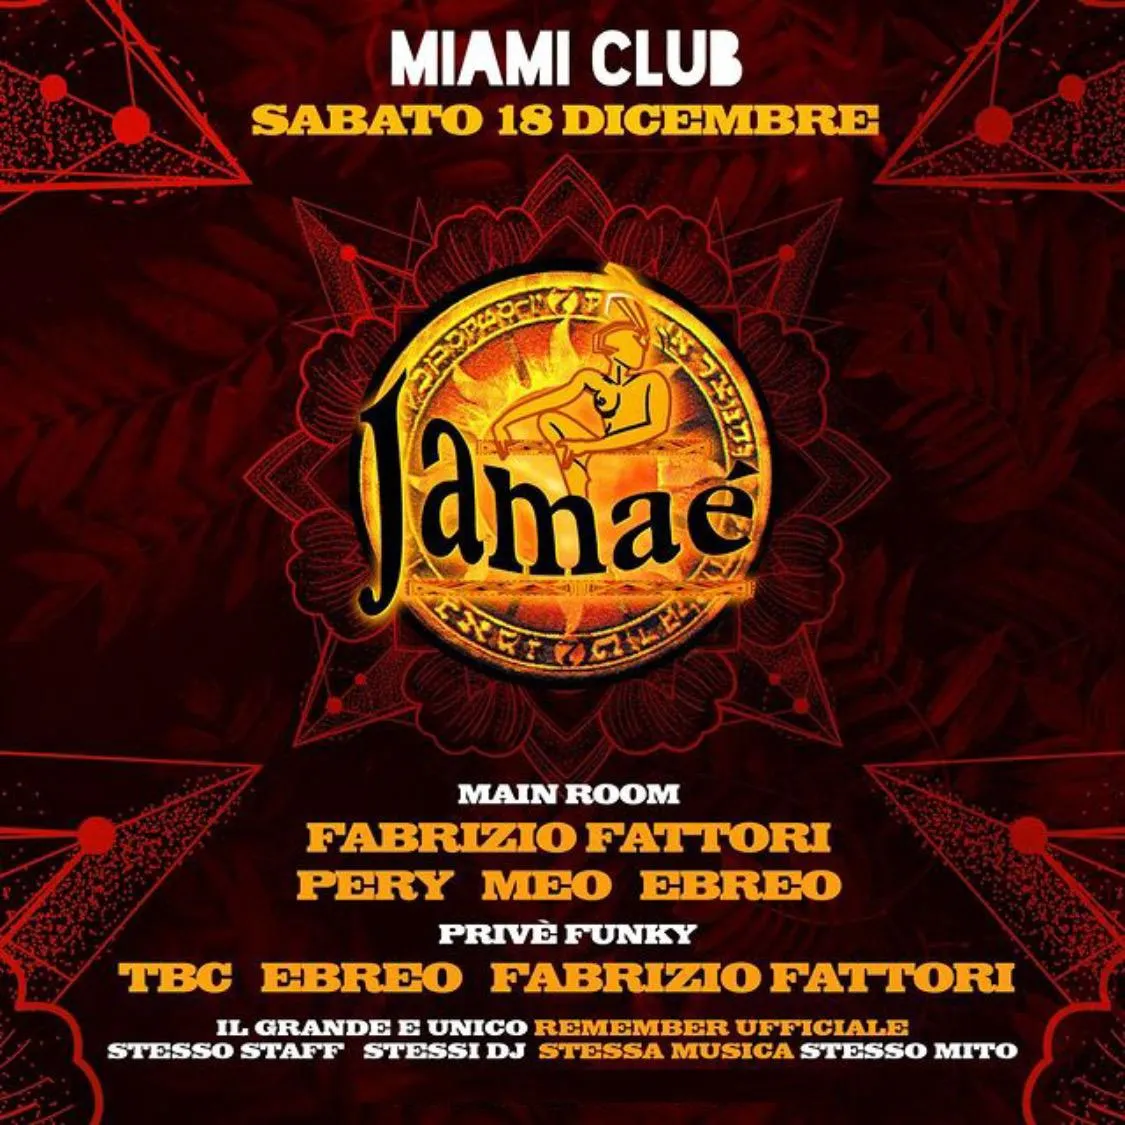 MIAMI CLUB
SABATO 18 DICEMBRE
Jamaé
MAIN ROOM
FABRIZIO FATTORI
PERY MEO EBREO
PRIVÈ FUNKY
TBC EBREO FABRIZIO FATTORI
IL GRANDE E UNICO REMEMBER UFFICIALE
STESSO STAFF STESSI DJ STESSA MUSICA STESSO MITO